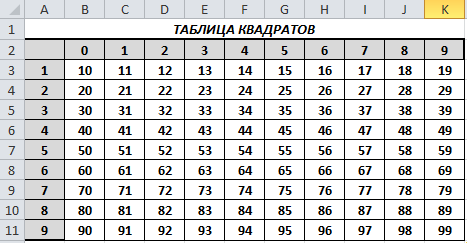 A B C D E F G H I J K
1 ТАБЛИЦА КВАДРАТОВ
2 0 1 2 3 4 5 6 7 8 9
3 1 10 11 12 13 14 15 16 17 18 19
4 2 20 21 22 23 24 25 26 27 28 29
5 3 30 31 32 33 34 35 36 37 38 39
6 4 40 41 42 43 44 45 46 47 48 49
7 5 50 51 52 53 54 55 56 57 58 59
8 6 60 61 62 63 64 65 66 67 68 69
9 7 70 71 72 73 74 75 76 77 78 79
10 8 80 81 82 83 84 85 86 87 88 89
11 9 90 91 92 93 94 95 96 97 98 99